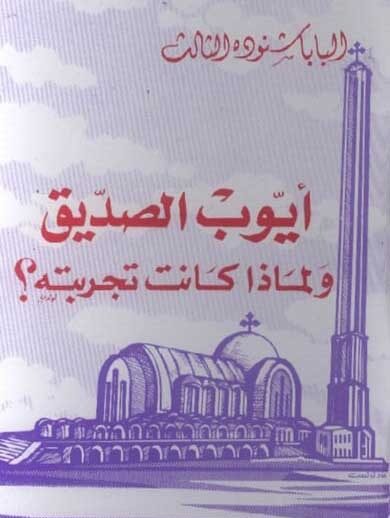 البابا شنوده الثالث
أيّوب الصدّيق
ولماذا كانت تجربته؟